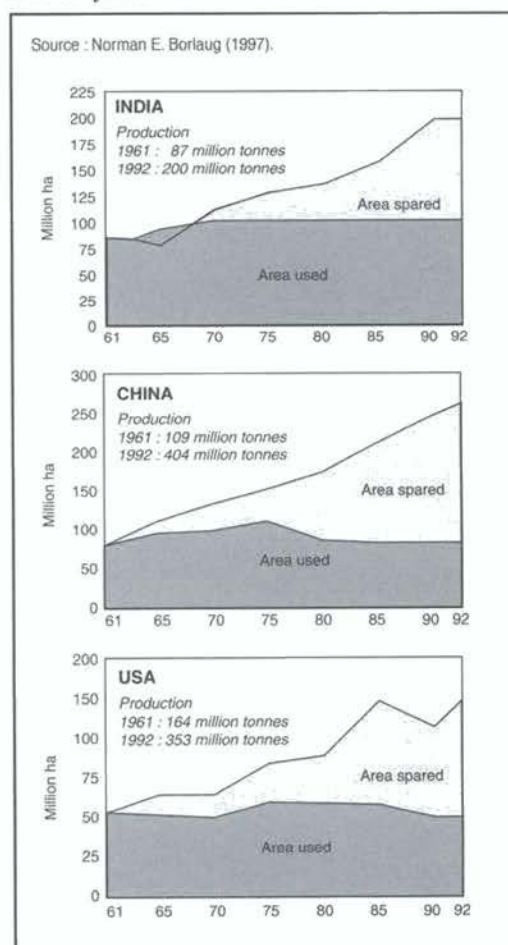 Source : Norman E. Borlaug (1997).
225
200
175
150
125
100
75
50
25
0
Million ha
INDIA
Production
1961 : 87 million tonnes
1992 : 200 million tonnes
Area spared
Area used
61 65 70 75 80 85 90 92
300
250
200
150
100
50
0
Million ha
CHINA
Production
1961 : 109 million tonnes
1992 : 404 million tonnes
Area spared
Area used
61 65 70 75 80 85 90 92
200
150
100
75
50
25
0
Million ha
USA
Production
1961 : 164 million tonnes
1992 : 353 million tonnes
Area spared
Area used
61 65 70 75 80 85 90 92